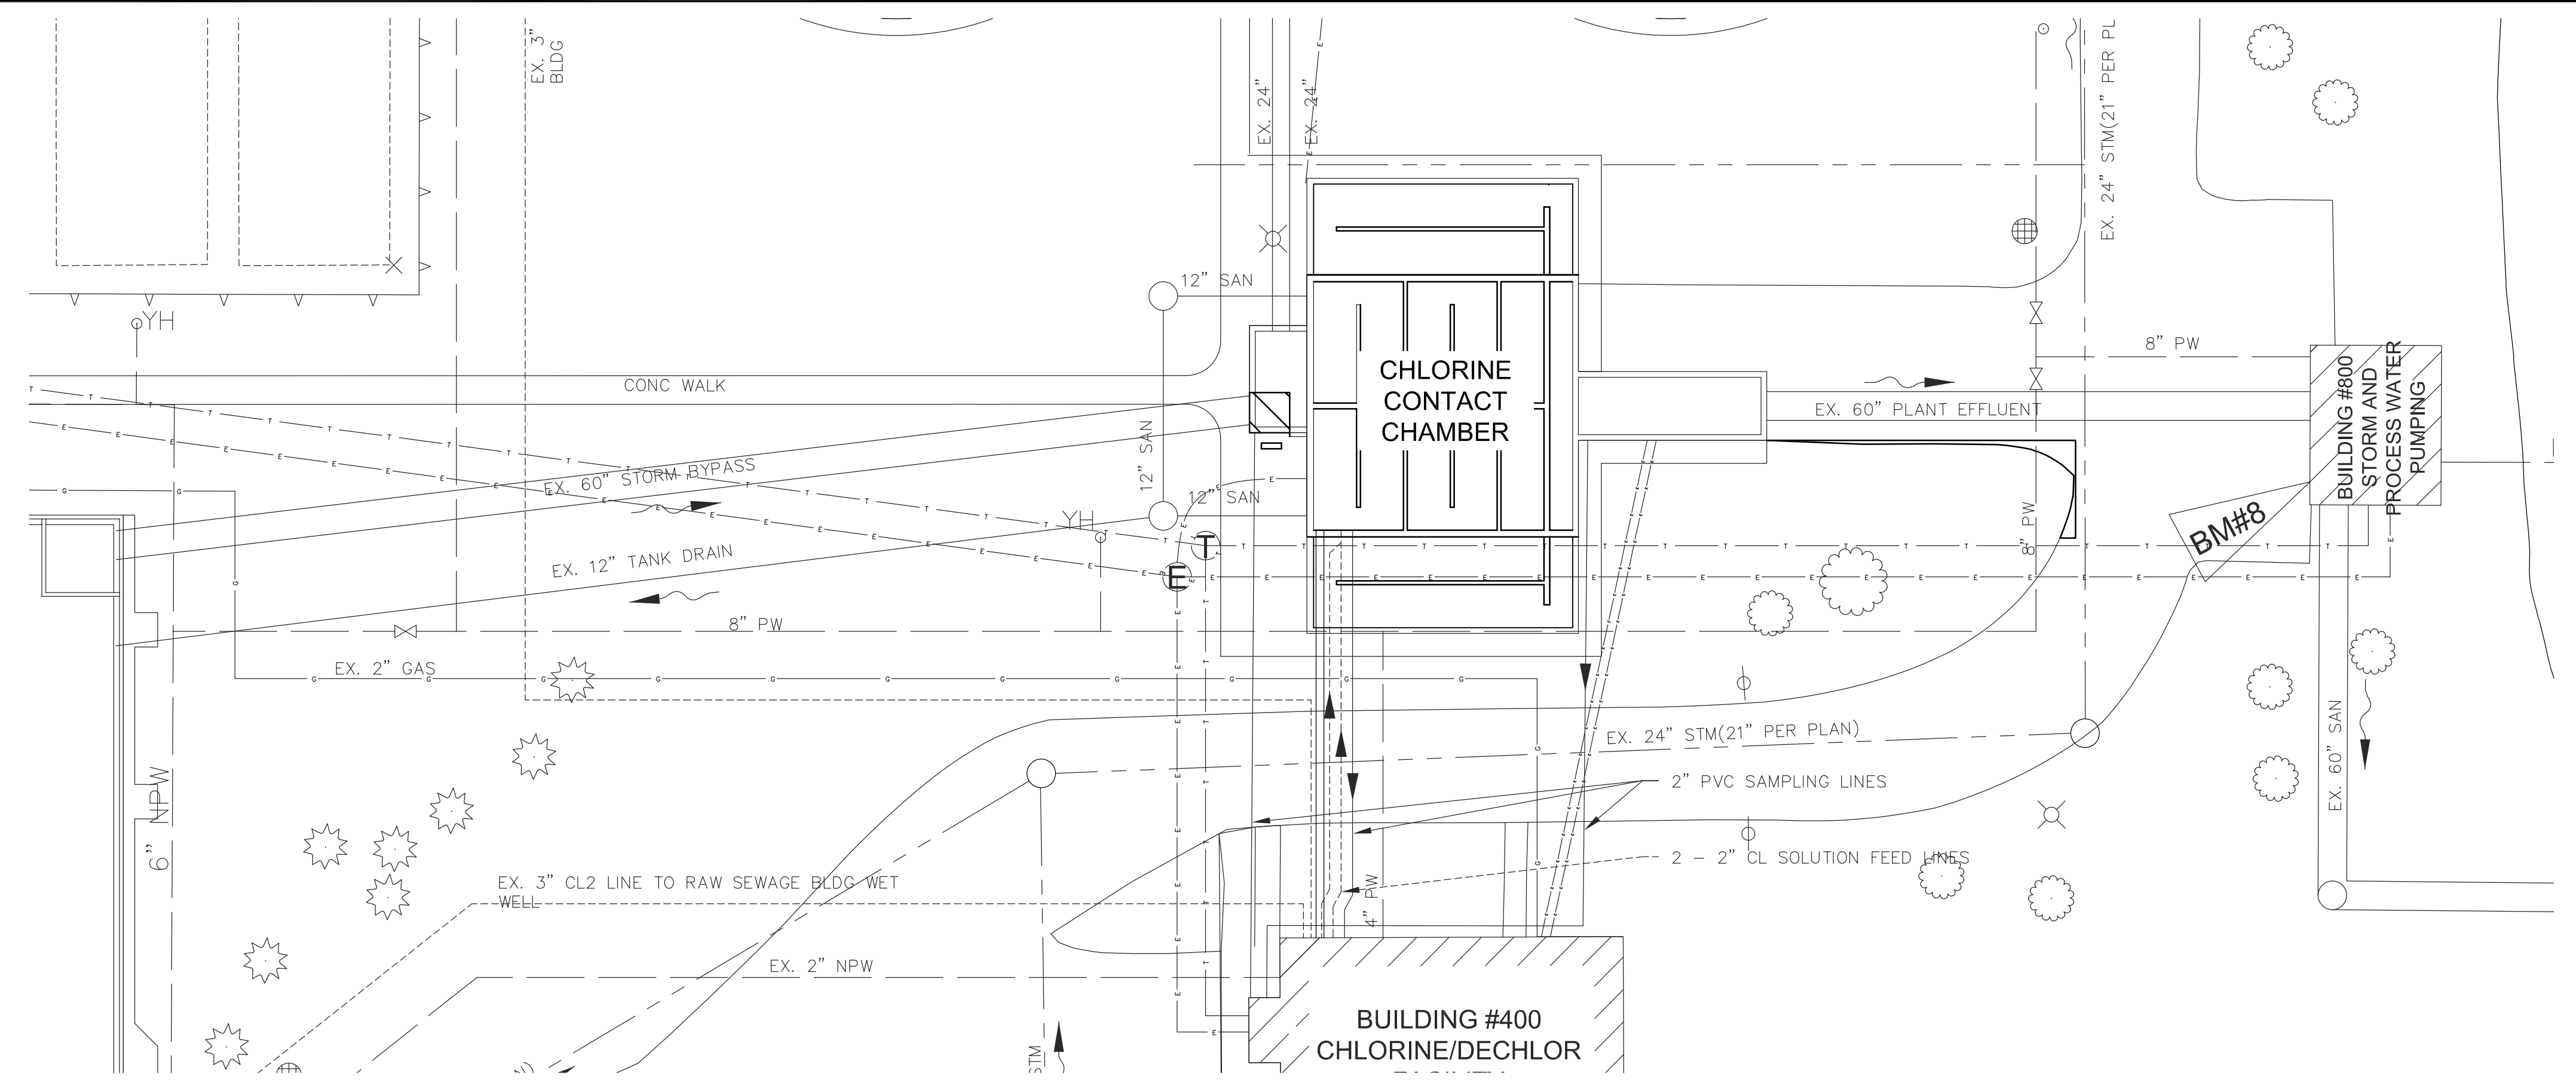 EX. 3"
BLDG
EX. 24"
EX. 24"
EX. 24" STM(21" PER PL
12" SAN
YH
8" PW
CONC WALK
CHLORINE
CONTACT
CHAMBER
EX. 60" PLANT EFFLUENT
BUILDING #800
STORM AND
PROCESS WATER
PUMPING
12" SAN
EX. 60" STORM BYPASS
12" SAN
YH
T
E
8" PW
BM#8
EX. 12" TANK DRAIN
8" PW
EX. 2" GAS
EX. 24" STM(21" PER PLAN)
EX. 60" SAN
2" PVC SAMPLING LINES
6" NPW
2 - 2" CL SOLUTION FEED LINES
EX. 3" CL2 LINE TO RAW SEWAGE BLDG WET
WELL
4" PW
EX. 2" NPW
BUILDING #400
CHLORINE/DECHLOR
STM